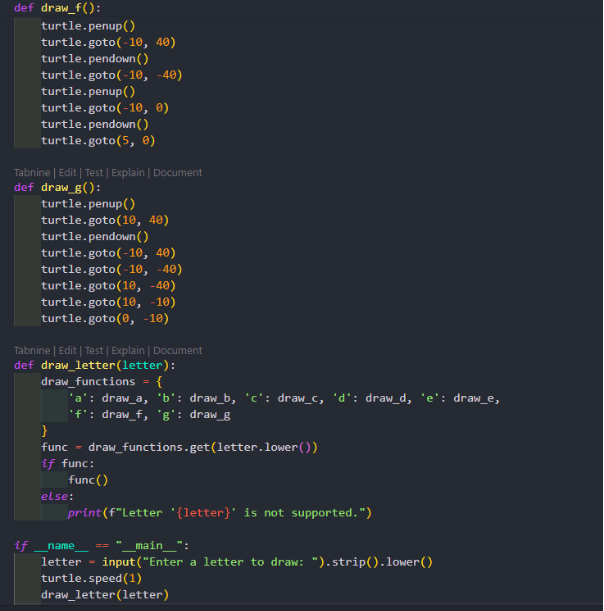 def draw_f():
    turtle.penup()
    turtle.goto(-10, 40)
    turtle.pendown()
    turtle.goto(-10, -40)
    turtle.penup()
    turtle.goto(-10, 0)
    turtle.pendown()
    turtle.goto(5, 0)
Tabnine | Edit | Test | Explain | Document
def draw_g():
    turtle.penup()
    turtle.goto(10, 40)
    turtle.pendown()
    turtle.goto(-10, 40)
    turtle.goto(-10, -40)
    turtle.goto(10, -40)
    turtle.goto(10, -10)
    turtle.goto(0, -10)
Tabnine | Edit | Test | Explain | Document
def draw_letter(letter):
    draw_functions = {
        'a': draw_a, 'b': draw_b, 'c': draw_c, 'd': draw_d, 'e': draw_e,
        'f': draw_f, 'g': draw_g
    }
    func = draw_functions.get(letter.lower())
    if func:
        func()
    else:
        print(f"Letter '{letter}' is not supported.")
if __name__ == "__main__":
    letter = input("Enter a letter to draw: ").strip().lower()
    turtle.speed(1)
    draw_letter(letter)